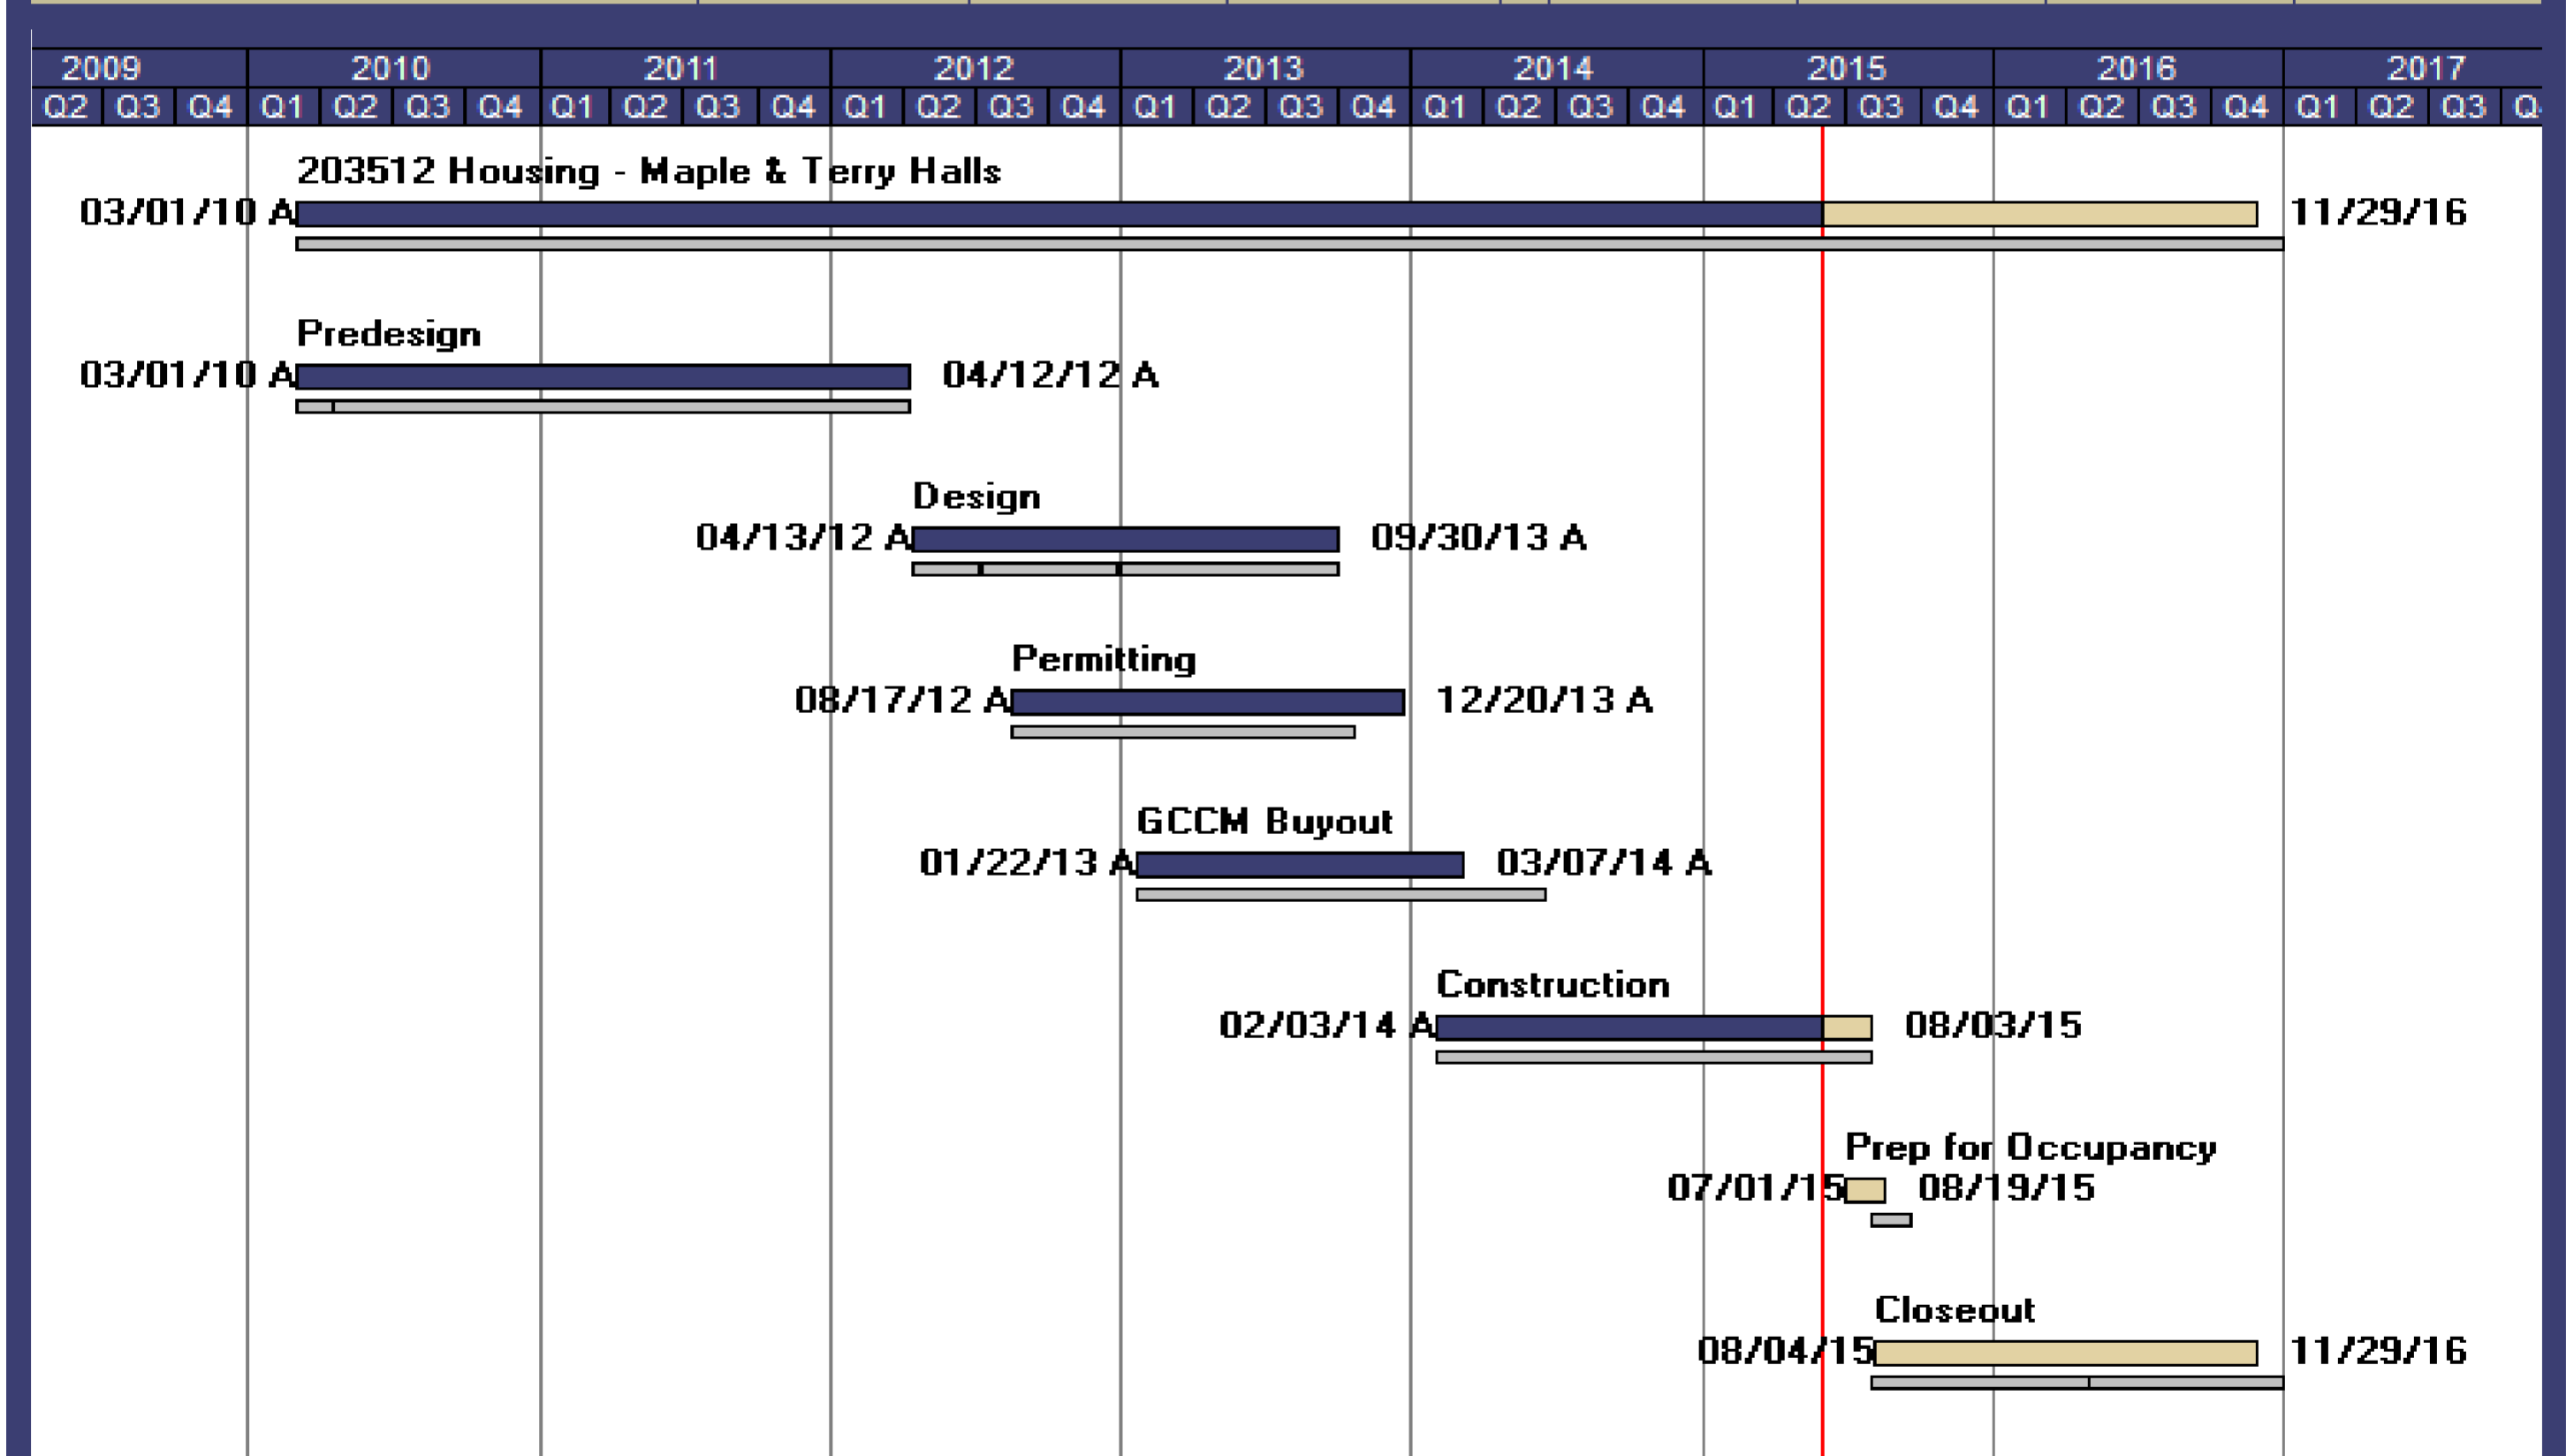 2009 2010 2011 2012 2013 2014 2015 2016 2017
Q2 Q3 Q4 Q1 Q2 Q3 Q4 Q1 Q2 Q3 Q4 Q1 Q2 Q3 Q4 Q1 Q2 Q3 Q4 Q1 Q2 Q3 Q4 Q1 Q2 Q3 Q4 Q1 Q2 Q3 Q4 Q1 Q2 Q3 Q
203512 Housing - Maple & Terry Halls
03/01/10 A 11/29/16
Predesign
03/01/10 A 04/12/12 A
Design
04/13/12 A 09/30/13 A
Permitting
08/17/12 A 12/20/13 A
GCCM Buyout
01/22/13 A 03/07/14 A
Construction
02/03/14 A 08/03/15
Prep for Occupancy
07/01/15 08/19/15
Closeout
08/04/15 11/29/16